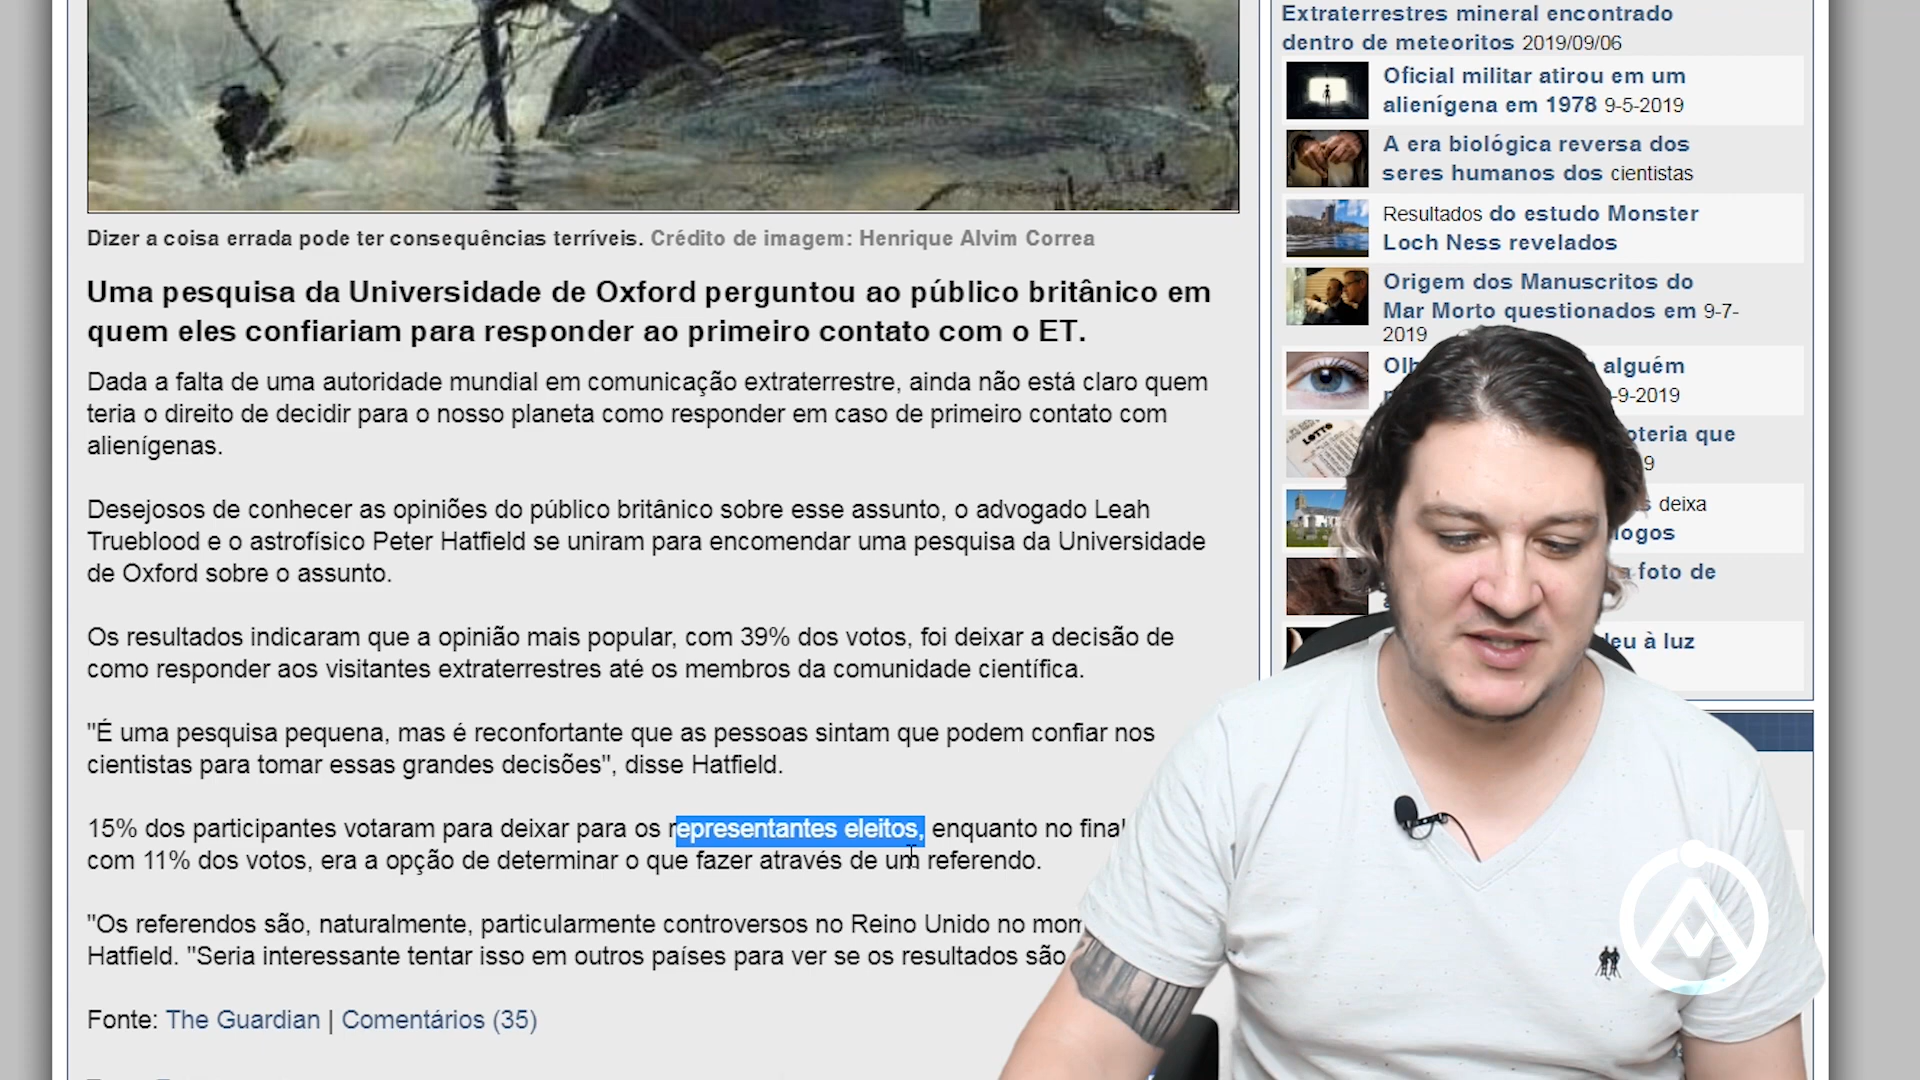 Dizer a coisa errada pode ter consequências terríveis. Crédito de imagem: Henrique Alvim Correa
Uma pesquisa da Universidade de Oxford perguntou ao público britânico em
quem eles confiariam para responder ao primeiro contato com o ET.
Dada a falta de uma autoridade mundial em comunicação extraterrestre, ainda não está claro quem
teria o direito de decidir para o nosso planeta como responder em caso de primeiro contato com
alienígenas.
Desejosos de conhecer as opiniões do público britânico sobre esse assunto, o advogado Leah
Trueblood e o astrofísico Peter Hatfield se uniram para encomendar uma pesquisa da Universidade
de Oxford sobre o assunto.
Os resultados indicaram que a opinião mais popular, com 39% dos votos, foi deixar a decisão de
como responder aos visitantes extraterrestres até os membros da comunidade científica.
"É uma pesquisa pequena, mas é reconfortante que as pessoas sintam que podem confiar nos
cientistas para tomar essas grandes decisões", disse Hatfield.
15% dos participantes votaram para deixar para os representantes eleitos, enquanto no final
com 11% dos votos, era a opção de determinar o que fazer através de um referendo.
"Os referendos são, naturalmente, particularmente controversos no Reino Unido no
Hatfield. "Seria interessante tentar isso em outros países para ver se os resultados são
Fonte: The Guardian | Comentários (35)
Extraterrestres mineral encontrado
dentro de meteoritos 2019/09/06
Oficial militar atirou em um
alienígena em 1978 9-5-2019
A era biológica reversa dos
seres humanos dos cientistas
Resultados do estudo Monster
Loch Ness revelados
Origem dos Manuscritos do
Mar Morto questionados em 9-7-
2019
alguém
-9-2019
LOTTO
oteria que
9
deixa
logos
foto de
à luz